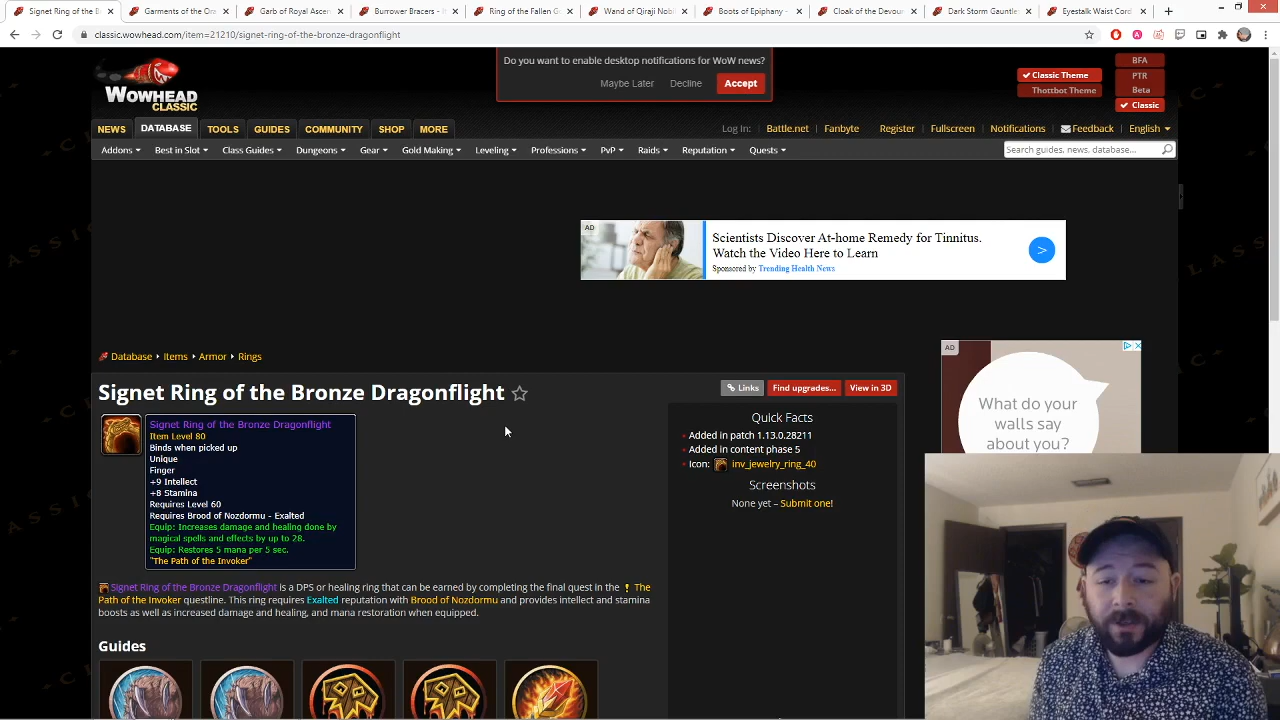 Signet Ring of the Bronze Drag
Garments of the Ora
Garb of Royal Ascen
Burrower Bracers - It
Ring of the Fallen G
Wand of Qiraji Nobil
Boots of Epiphany -
Cloak of the Devou
Dark Storm Gauntle
Eyestalk Waist Cord
classic.wowhead.com/item=21210/signet-ring-of-the-bronze-dragonflight
Do you want to enable desktop notifications for WoW news?
Maybe Later
Decline
Accept
WOWHEAD
CLASSIC
Classic Theme
Thottbot Theme
BFA
PTR
Beta
Classic
NEWS
DATABASE
TOOLS
GUIDES
COMMUNITY
SHOP
MORE
Log In:
Battle.net
Fanbyte
Register
Fullscreen
Notifications
Feedback
English
Addons
Best in Slot
Class Guides
Dungeons
Gear
Gold Making
Leveling
Professions
PvP
Raids
Reputation
Quests
Search guides, news, database...
AD
Scientists Discover At-home Remedy for Tinnitus.
Watch the Video Here to Learn
Sponsored by Trending Health News
Database
Items
Armor
Rings
Signet Ring of the Bronze Dragonflight
Links
Find upgrades...
View in 3D
Signet Ring of the Bronze Dragonflight
Item Level 80
Binds when picked up
Unique
Finger
+9 Intellect
+8 Stamina
Requires Level 60
Requires Brood of Nozdormu - Exalted
Equip: Increases damage and healing done by
magical spells and effects by up to 28.
Equip: Restores 5 mana per 5 sec.
"The Path of the Invoker"
Quick Facts
Added in patch 1.13.0.28211
Added in content phase 5
Icon: inv_jewelry_ring_40
Screenshots
None yet – Submit one!
AD
What do your
walls say
about you?
Signet Ring of the Bronze Dragonflight is a DPS or healing ring that can be earned by completing the final quest in the ! The
Path of the Invoker questline. This ring requires Exalted reputation with Brood of Nozdormu and provides intellect and stamina
boosts as well as increased damage and healing, and mana restoration when equipped.
Guides